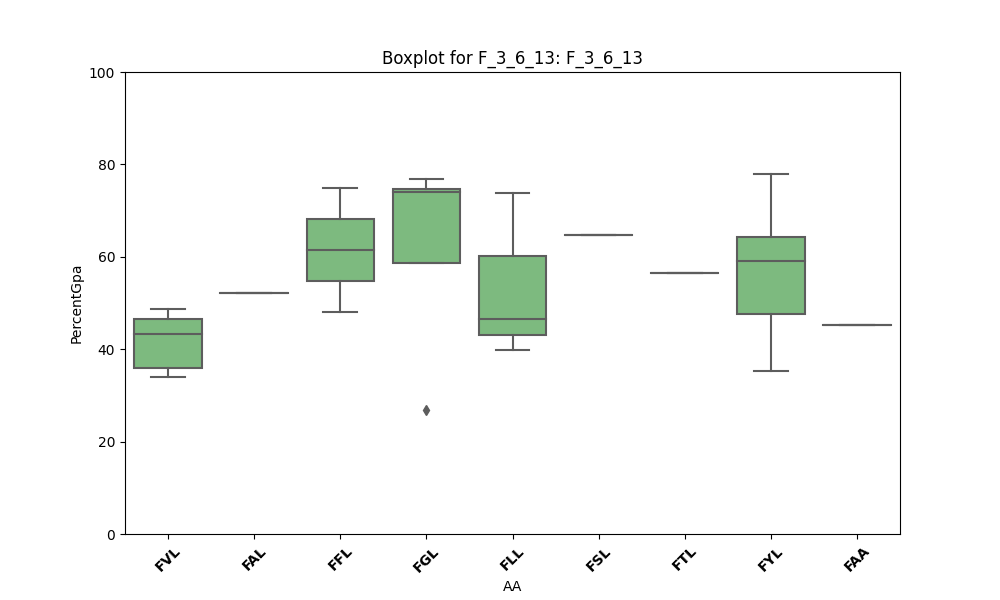 Boxplot for F_3_6_13: F_3_6_13
100
80
60
40
20
0
PercentGpa
FVL
FAL
FFL
FGL
FLL
FSL
FTL
FYL
FAA
AA